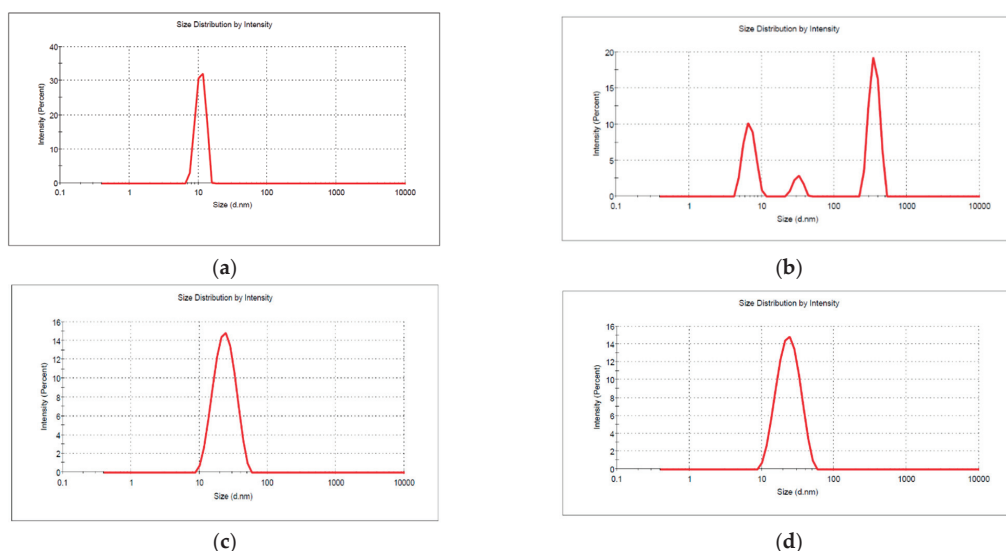 Size Distribution by Intensity
Intensity (Percent)
40
30
20
10
0
0.1 1 10 100 1000 10000
Size (d.nm)
(a)
Size Distribution by Intensity
Intensity (Percent)
20
15
10
5
0
0.1 1 10 100 1000 10000
Size (d.nm)
(b)
Size Distribution by Intensity
Intensity (Percent)
16
14
12
10
8
6
4
2
0
0.1 1 10 100 1000 10000
Size (d.nm)
(c)
Size Distribution by Intensity
Intensity (Percent)
16
14
12
10
8
6
4
2
0
0.1 1 10 100 1000 10000
Size (d.nm)
(d)